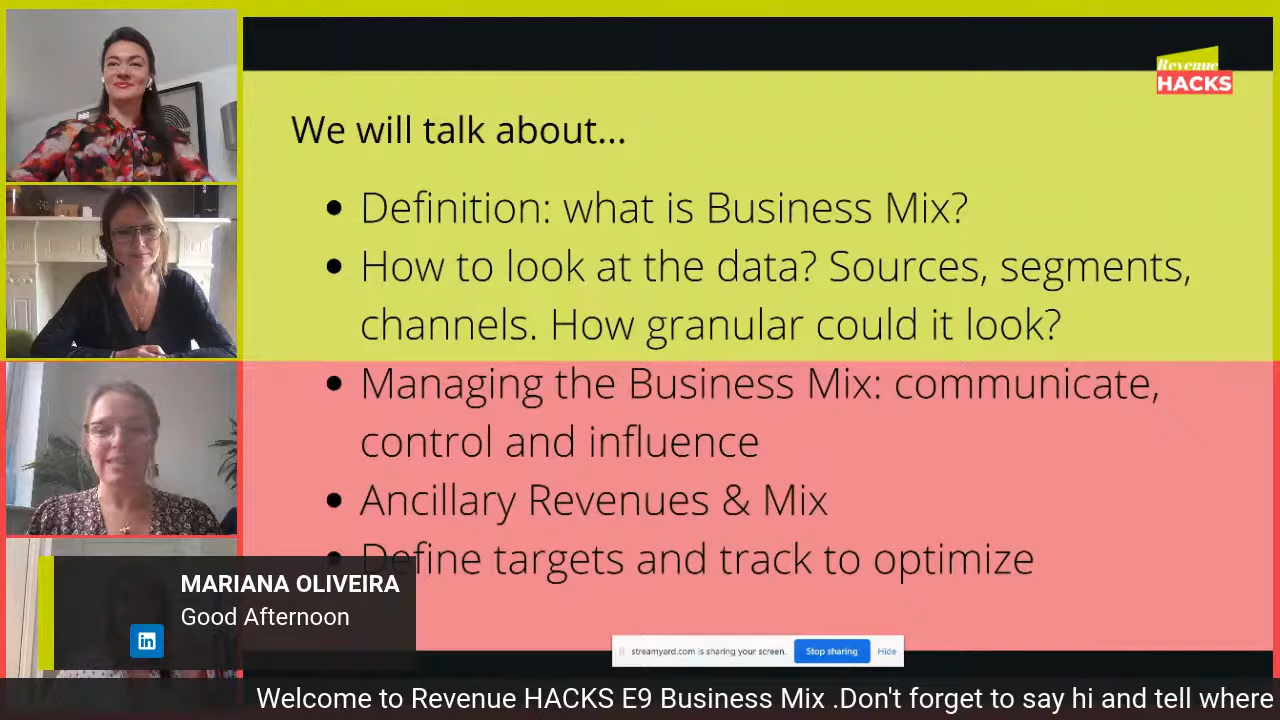 Revenue
HACKS
We will talk about...
Definition: what is Business Mix?
How to look at the data? Sources, segments,
channels. How granular could it look?
Managing the Business Mix: communicate,
control and influence
Ancillary Revenues & Mix
Define targets and track to optimize
MARIANA OLIVEIRA
Good Afternoon
in
streamyard.com is sharing your screen.
Stop sharing
Hide
Welcome to Revenue HACKS E9 Business Mix .Don't forget to say hi and tell where